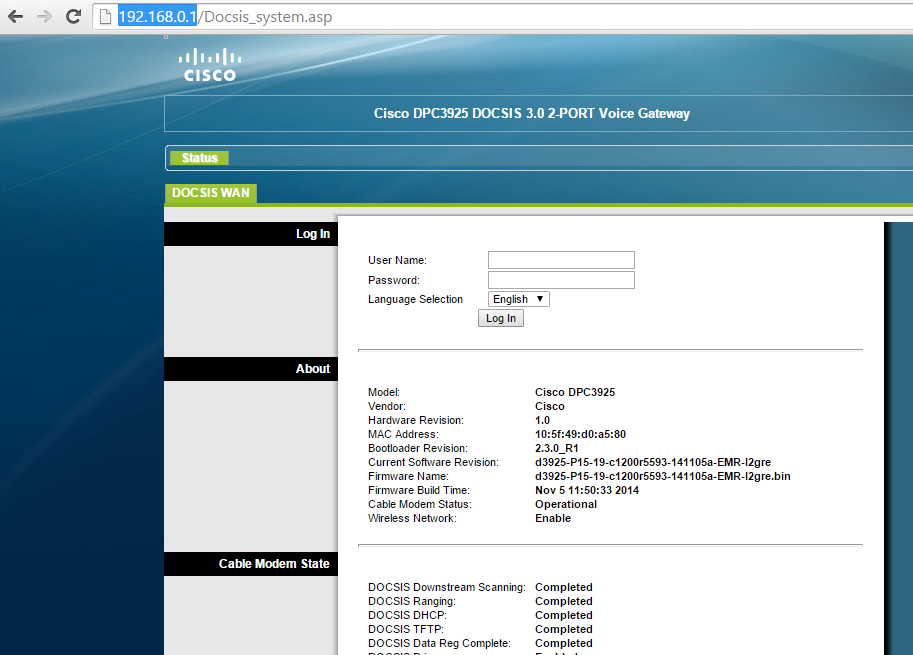 192.168.0.1/Docsis_system.asp
CISCO
Cisco DPC3925 DOCSIS 3.0 2-PORT Voice Gateway
Status
DOCSIS WAN
Log In
User Name:
Password:
Language Selection English
Log In
About
Model: Cisco DPC3925
Vendor: Cisco
Hardware Revision: 1.0
MAC Address: 10:5f:49:d0:a5:80
Bootloader Revision: 2.3.0_R1
Current Software Revision: d3925-P15-19-c1200r5593-141105a-EMR-l2gre
Firmware Name: d3925-P15-19-c1200r5593-141105a-EMR-l2gre.bin
Firmware Build Time: Nov 5 11:50:33 2014
Cable Modem Status: Operational
Wireless Network: Enable
Cable Modem State
DOCSIS Downstream Scanning: Completed
DOCSIS Ranging: Completed
DOCSIS DHCP: Completed
DOCSIS TFTP: Completed
DOCSIS Data Reg Complete: Completed